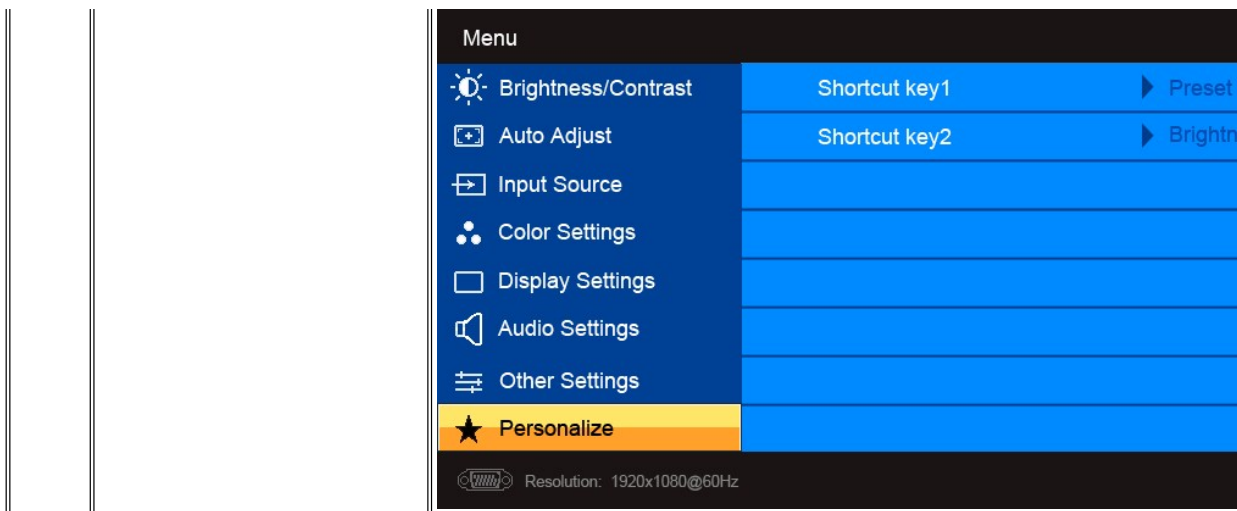 Menu
Brightness/Contrast
Shortcut key1
Preset
Auto Adjust
Shortcut key2
Input Source
Color Settings
Display Settings
Audio Settings
Other Settings
Personalize
Resolution: 1920x1080@60Hz